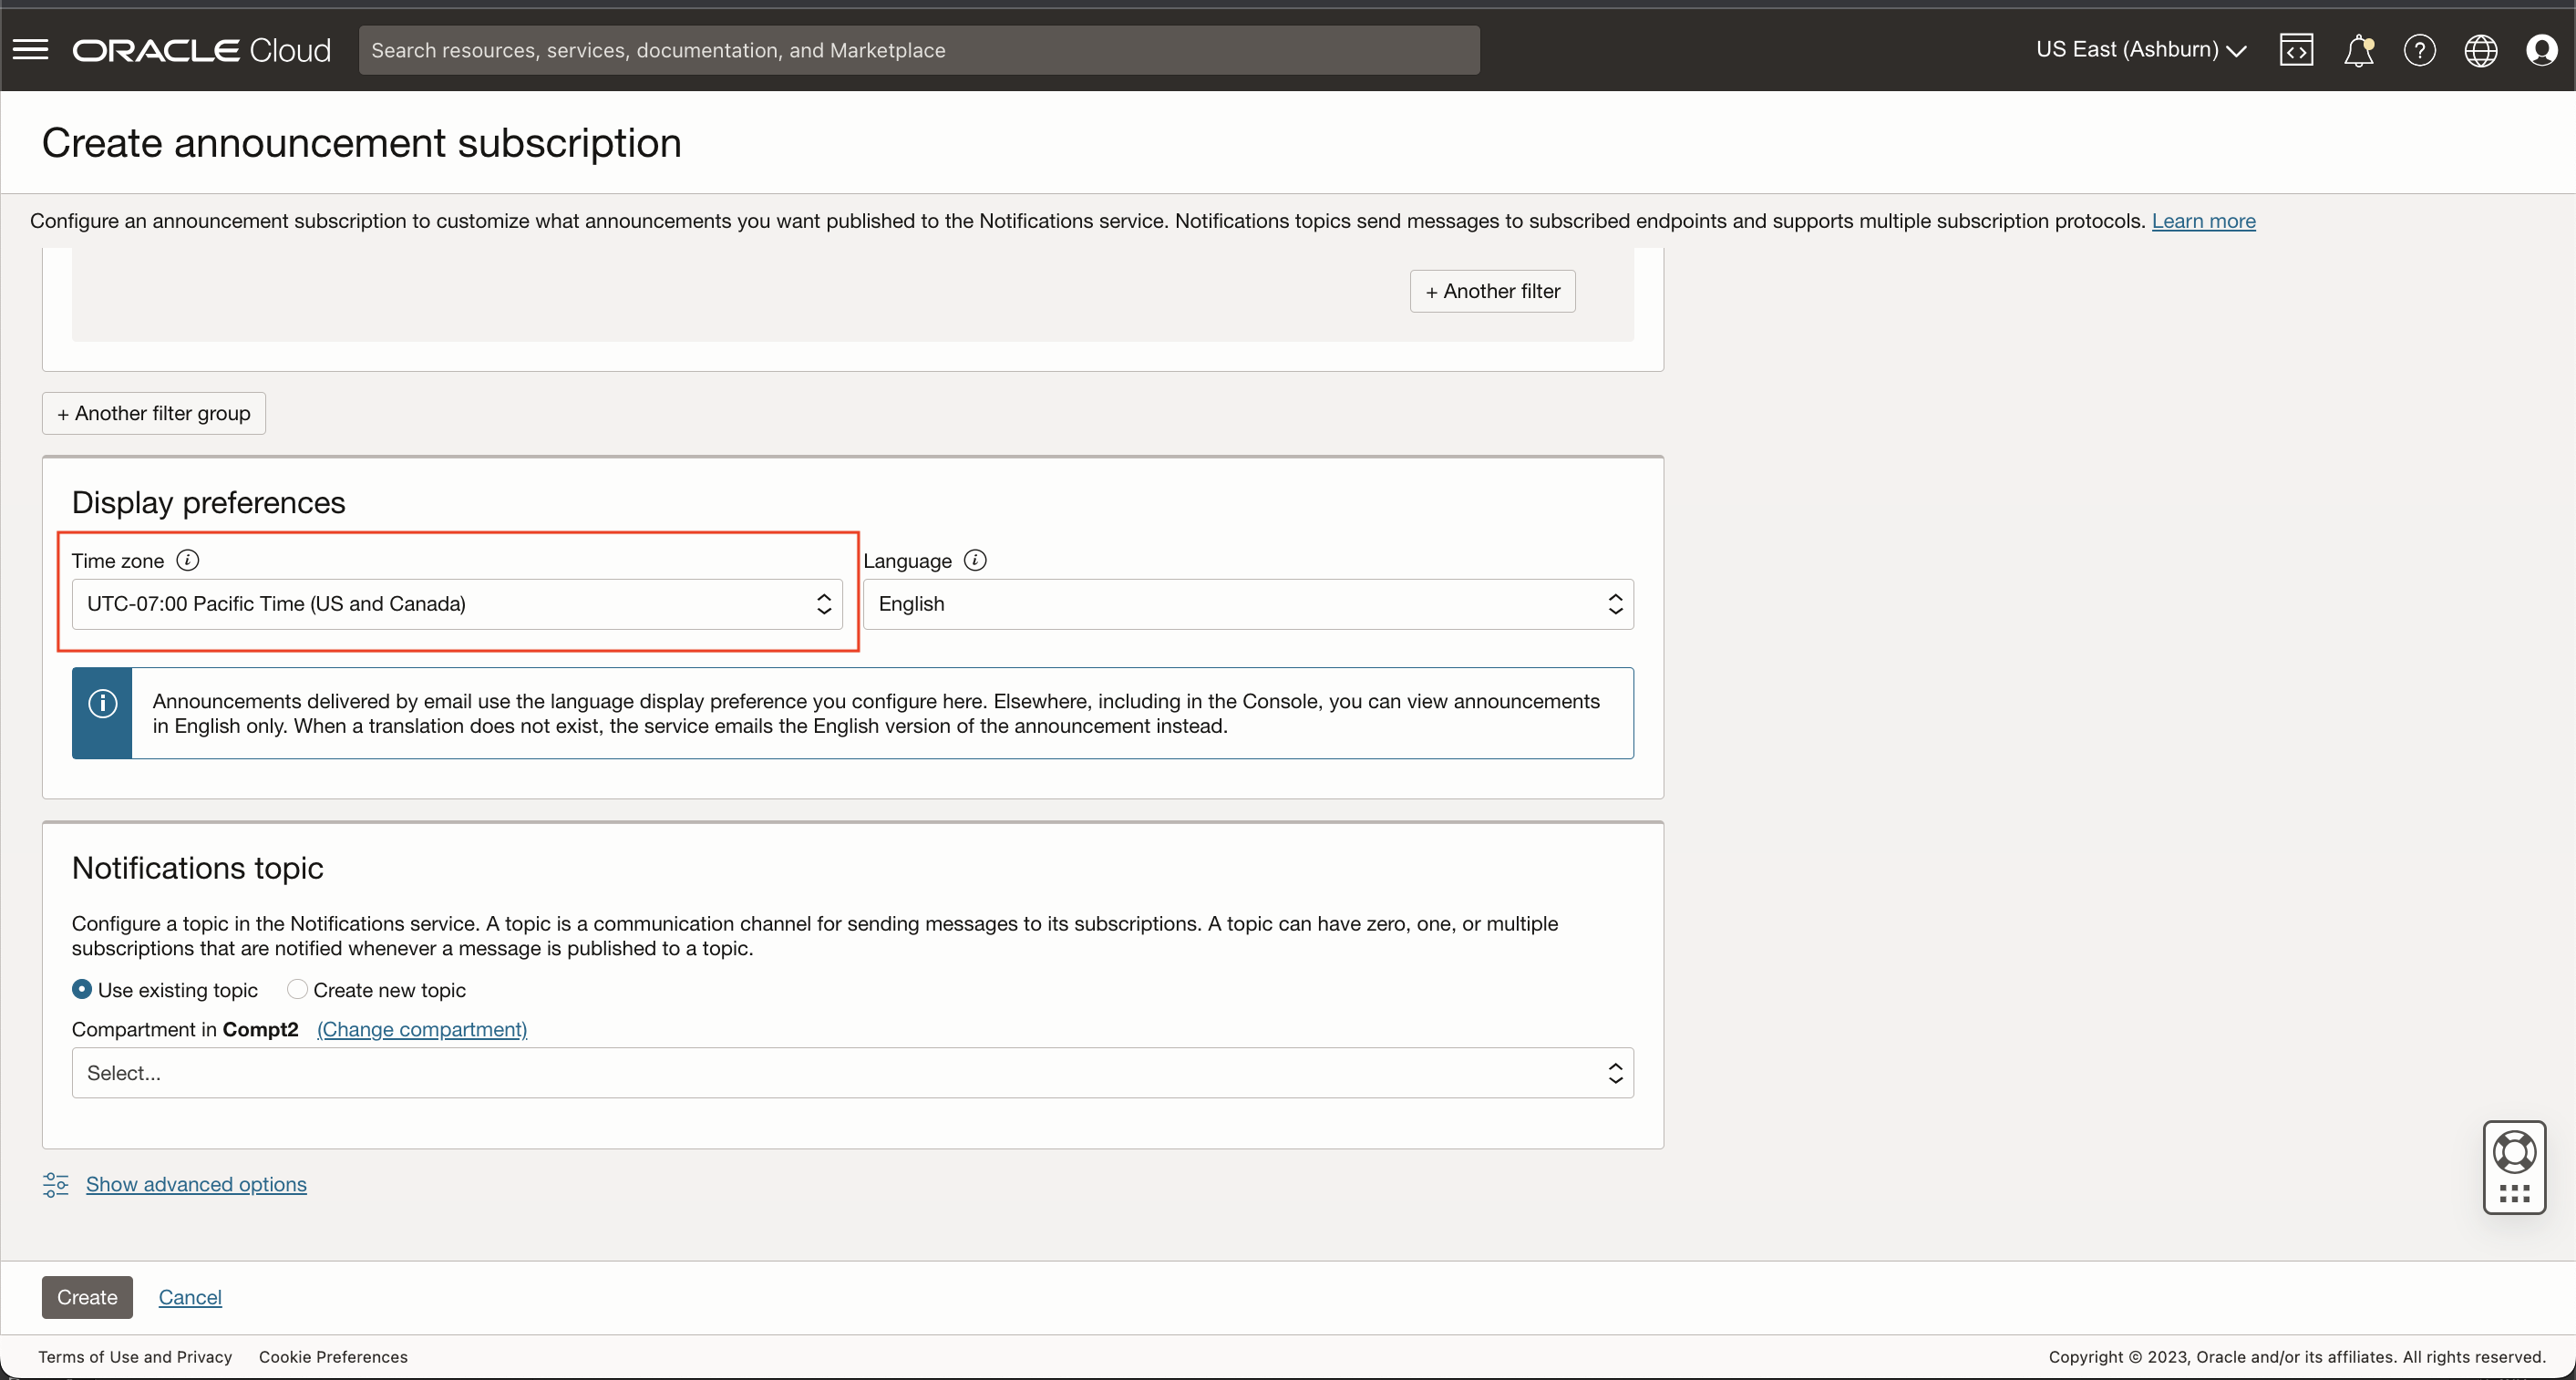 ORACLE Cloud
Search resources, services, documentation, and Marketplace
US East (Ashburn)
Create announcement subscription
Configure an announcement subscription to customize what announcements you want published to the Notifications service. Notifications topics send messages to subscribed endpoints and supports multiple subscription protocols. Learn more
+ Another filter
+ Another filter group
Display preferences
Time zone
Language
UTC-07:00 Pacific Time (US and Canada)
English
Announcements delivered by email use the language display preference you configure here. Elsewhere, including in the Console, you can view announcements
in English only. When a translation does not exist, the service emails the English version of the announcement instead.
Notifications topic
Configure a topic in the Notifications service. A topic is a communication channel for sending messages to its subscriptions. A topic can have zero, one, or multiple
subscriptions that are notified whenever a message is published to a topic.
Use existing topic Create new topic
Compartment in Compt2 (Change compartment)
Select...
Show advanced options
Create Cancel
Terms of Use and Privacy Cookie Preferences
Copyright © 2023, Oracle and/or its affiliates. All rights reserved.